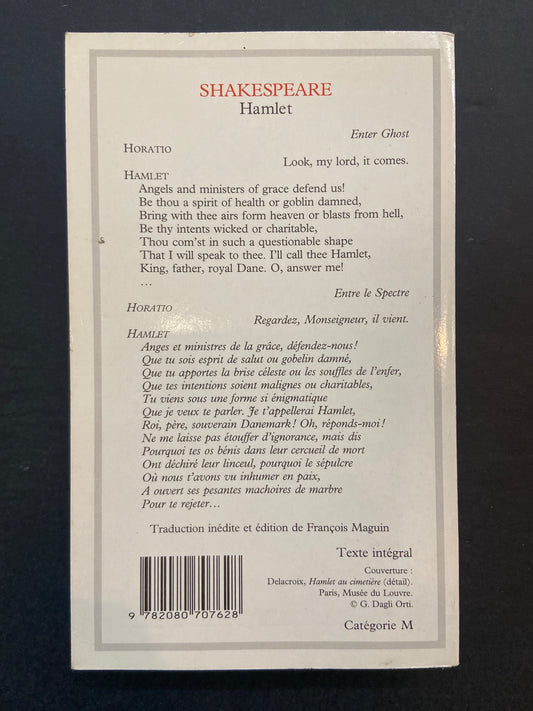 SHAKESPEARE
Hamlet
Enter Ghost
HORATIO
Look, my lord, it comes.
HAMLET
Angels and ministers of grace defend us!
Be thou a spirit of health or goblin damned,
Bring with thee airs form heaven or blasts from hell,
Be thy intents wicked or charitable,
Thou com'st in such a questionable shape
That I will speak to thee. I'll call thee Hamlet,
King, father, royal Dane. O, answer me!
...
Entre le Spectre
HORATIO
Regardez, Monseigneur, il vient.
HAMLET
Anges et ministres de la grâce, défendez-nous!
Que tu sois esprit de salut ou gobelin damné,
Que tu apportes la brise céleste ou les souffles de l'enfer,
Que tes intentions soient malignes ou charitables,
Tu viens sous une forme si énigmatique
Que je veux te parler. Je t'appellerai Hamlet,
Roi, père, souverain Danemark! Oh, réponds-moi!
Ne me laisse pas étouffer d'ignorance, mais dis
Pourquoi tes os bénis dans leur cercueil de mort
Ont déchiré leur linceul, pourquoi le sépulcre
Où nous t'avons vu inhumer en paix,
A ouvert ses pesantes machoires de marbre
Pour te rejeter...
Traduction inédite et édition de François Maguin
Texte intégral
Couverture :
Delacroix, Hamlet au cimetière (détail).
Paris, Musée du Louvre.
© G. Dagli Orti.
9 782080 707628
Catégorie M